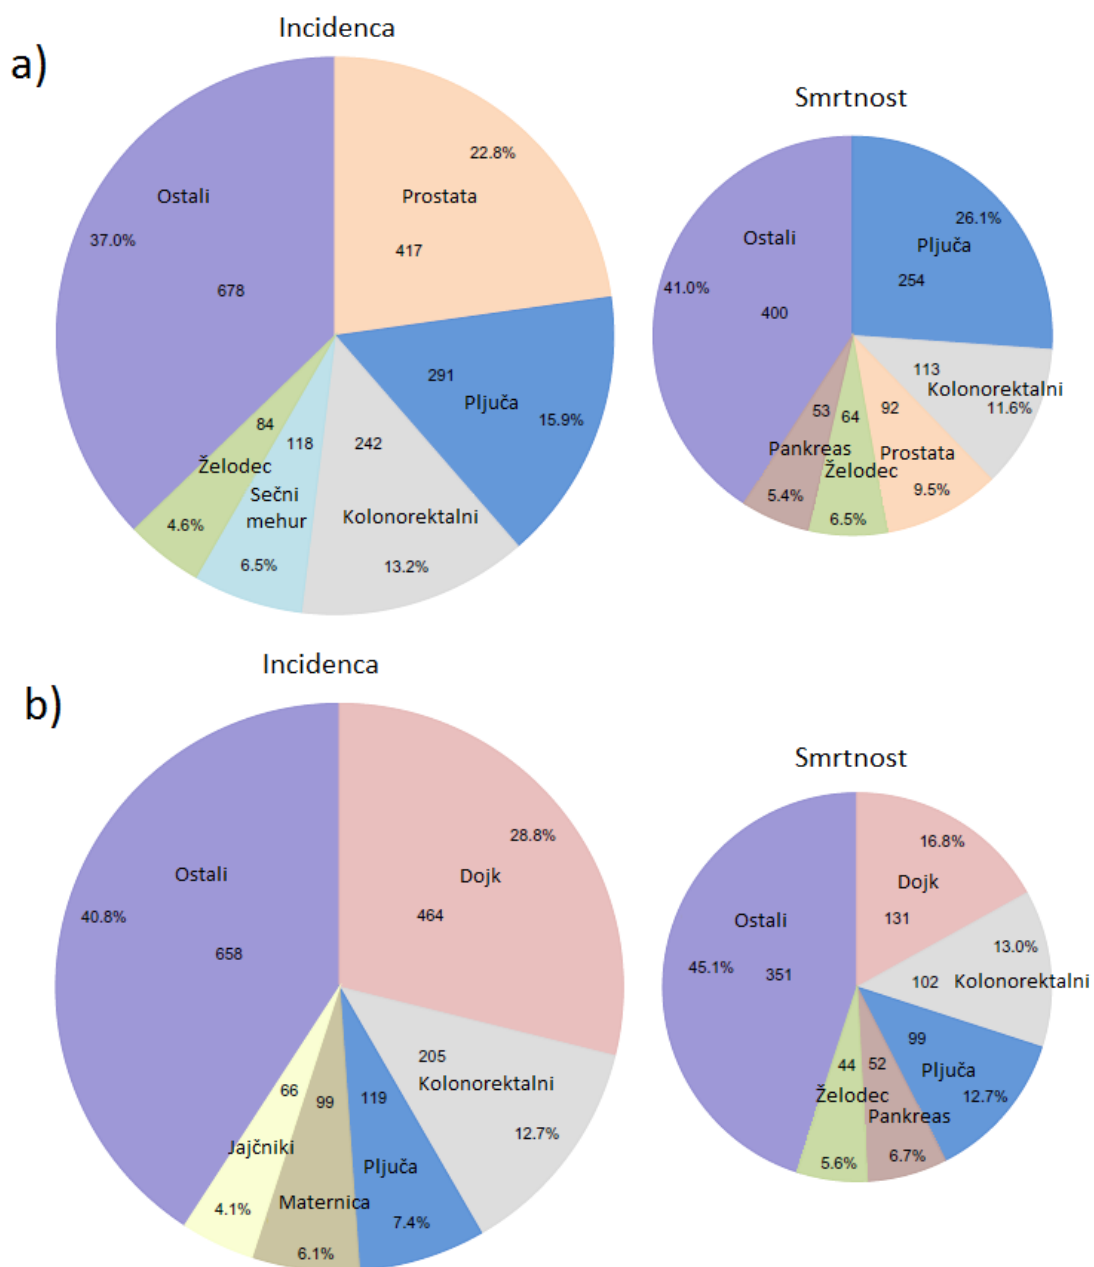 Incidenca
a)
Smrtnost
22.8%
Ostali
Prostata
37.0%
417
678
291
Pljuča
15.9%
84
118
242
Želodec
Sečni
mehur
Kolonorektalni
4.6%
6.5%
13.2%
26.1%
Ostali
Pljuča
41.0%
254
400
113
Kolonorektalni
11.6%
53
64
92
Pankreas
Želodec
Prostata
5.4%
6.5%
9.5%
Incidenca
b)
Smrtnost
28.8%
Ostali
Dojk
40.8%
464
658
205
Kolonorektalni
66
99
119
12.7%
Jajčniki
Pljuča
Maternica
4.1%
7.4%
6.1%
16.8%
Dojk
Ostali
131
13.0%
45.1%
351
102
Kolonorektalni
99
44
52
Pljuča
Želodec
12.7%
Pankreas
5.6%
6.7%